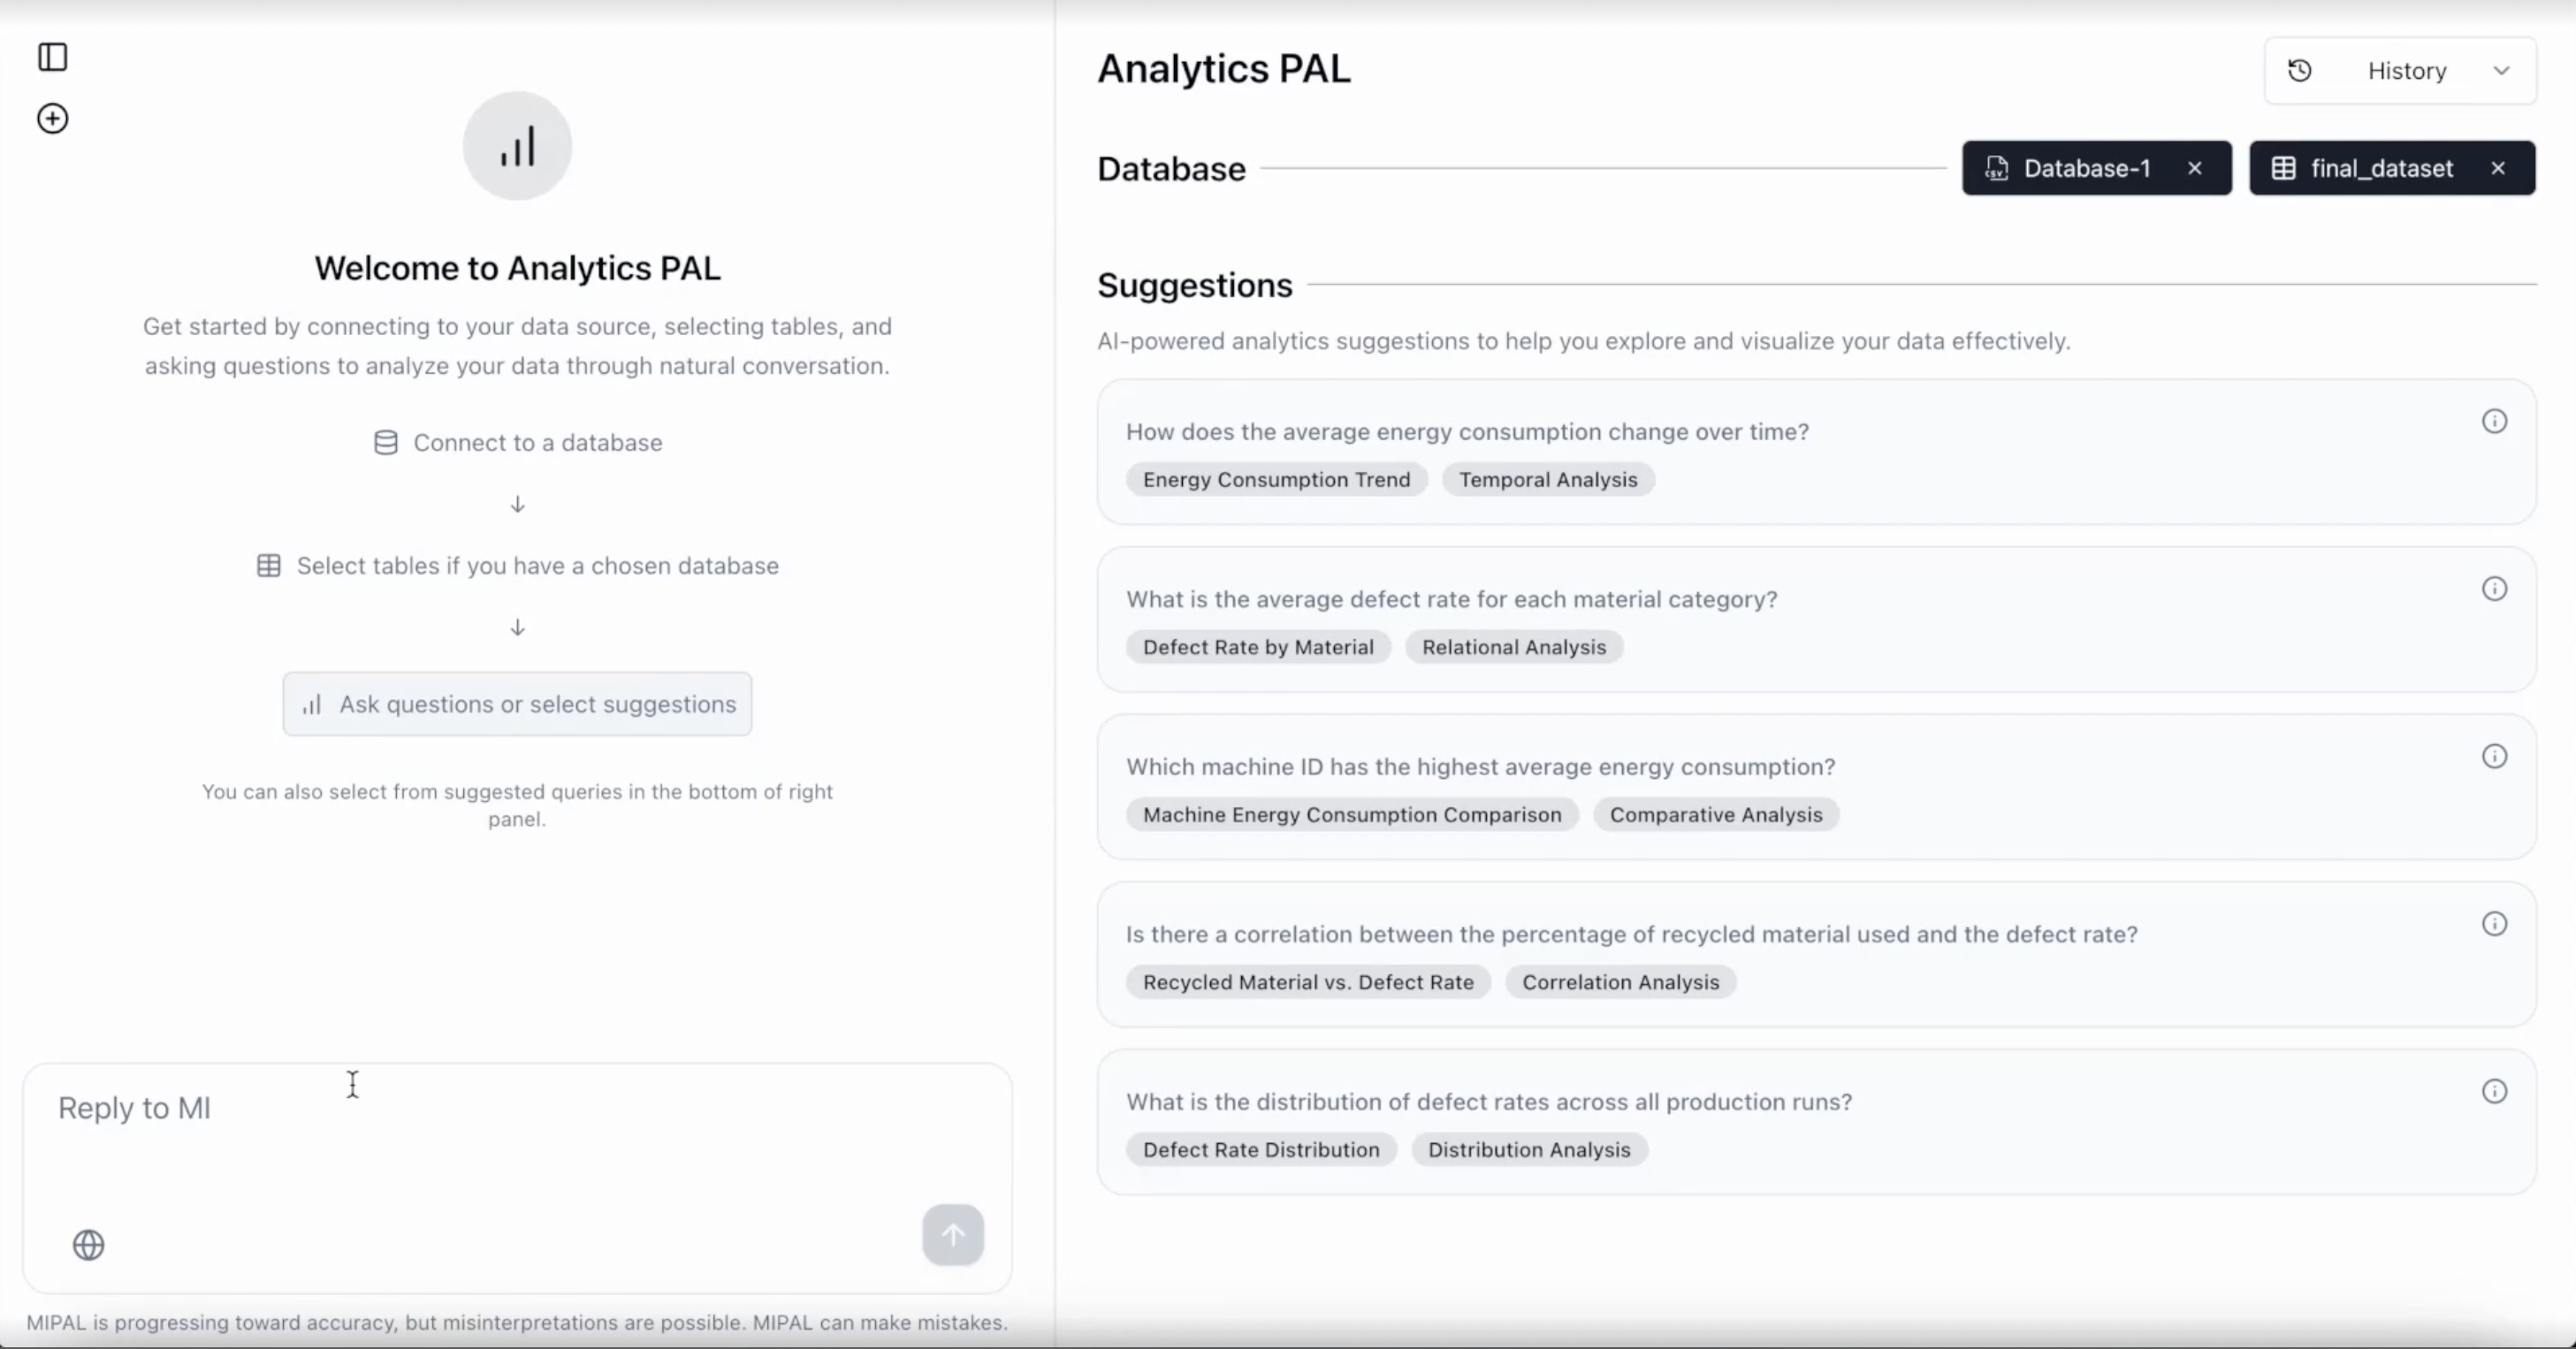 Welcome to Analytics PAL
Get started by connecting to your data source, selecting tables, and
asking questions to analyze your data through natural conversation.
Connect to a database
Select tables if you have a chosen database
Ask questions or select suggestions
You can also select from suggested queries in the bottom of right
panel.
Reply to MI
MIPAL is progressing toward accuracy, but misinterpretations are possible. MIPAL can make mistakes.
Analytics PAL
History
Database
CSV Database-1
final_dataset
Suggestions
AI-powered analytics suggestions to help you explore and visualize your data effectively.
How does the average energy consumption change over time?
Energy Consumption Trend Temporal Analysis
What is the average defect rate for each material category?
Defect Rate by Material Relational Analysis
Which machine ID has the highest average energy consumption?
Machine Energy Consumption Comparison Comparative Analysis
Is there a correlation between the percentage of recycled material used and the defect rate?
Recycled Material vs. Defect Rate Correlation Analysis
What is the distribution of defect rates across all production runs?
Defect Rate Distribution Distribution Analysis